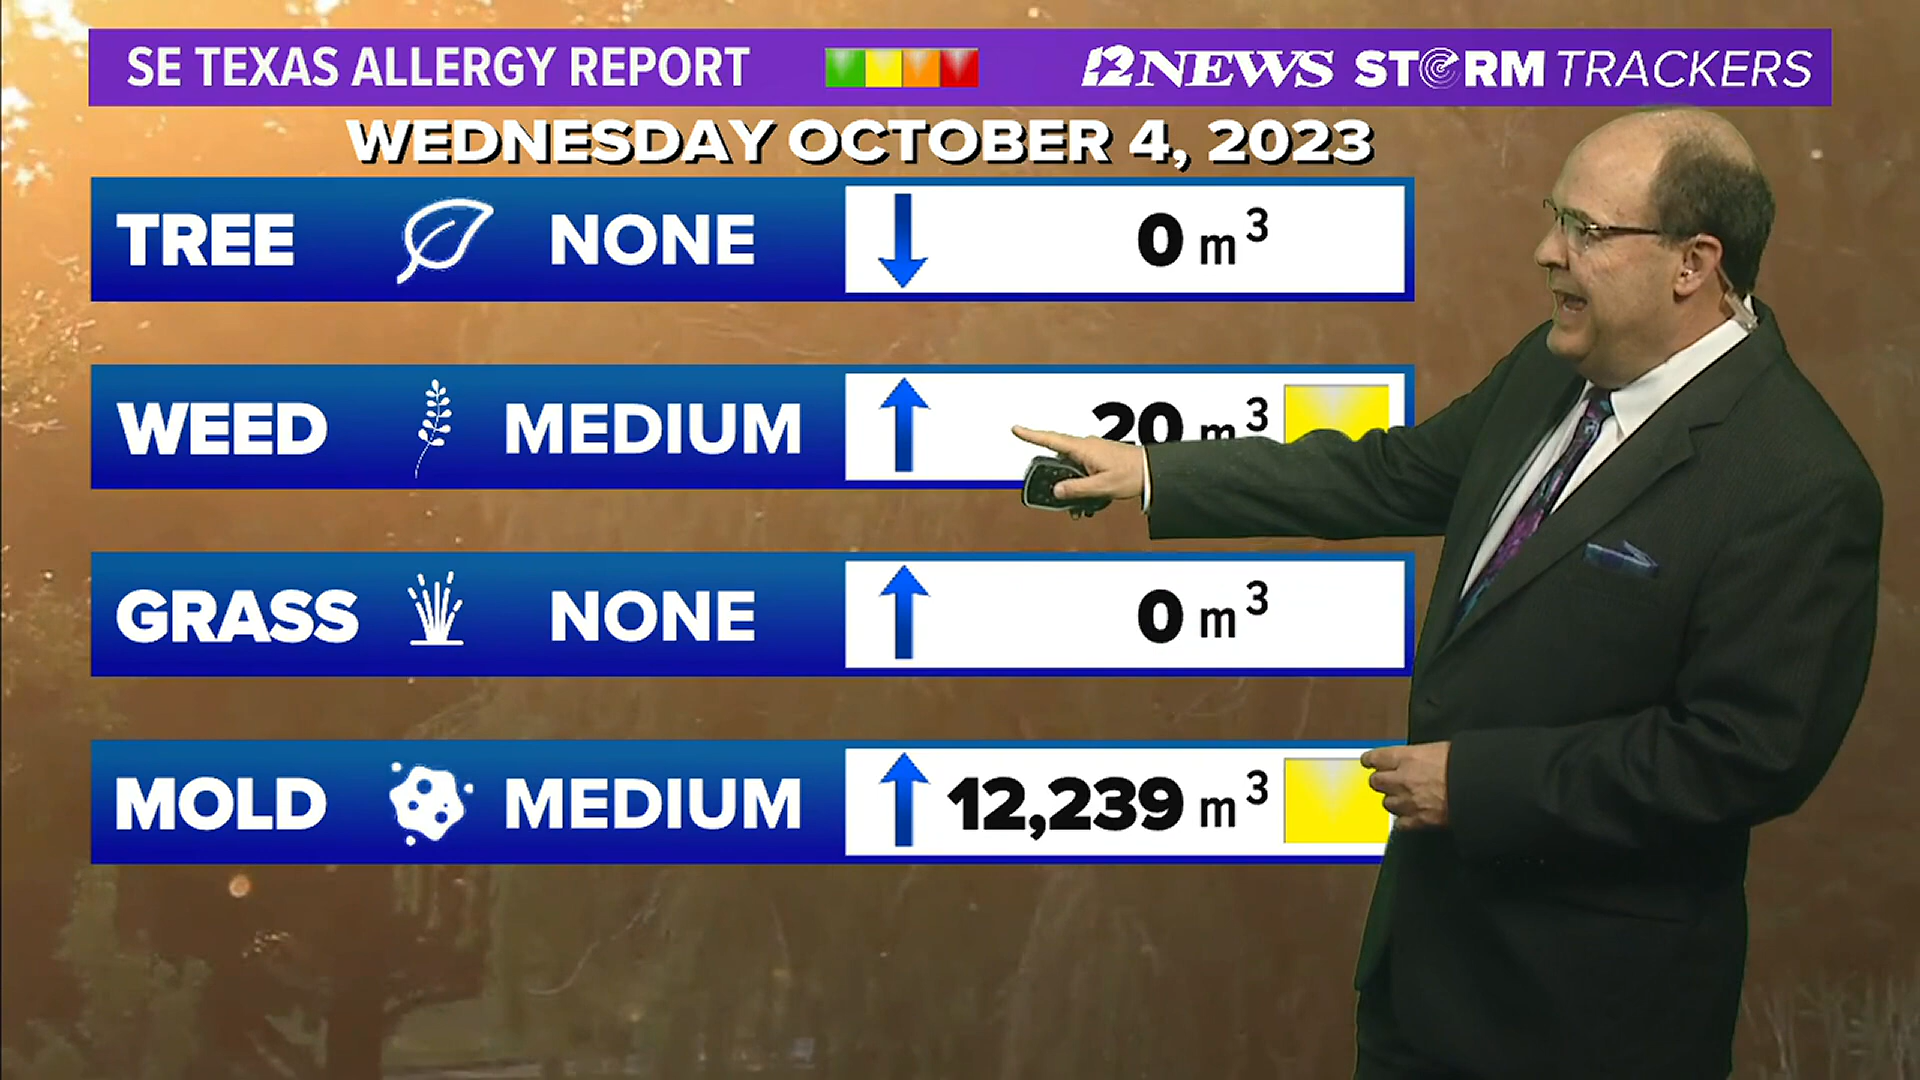 SE TEXAS ALLERGY REPORT 12NEWS STORM TRACKERS
WEDNESDAY OCTOBER 4, 2023
TREE NONE 0 m³
WEED MEDIUM 20 m³
GRASS NONE 0 m³
MOLD MEDIUM 12,239 m³